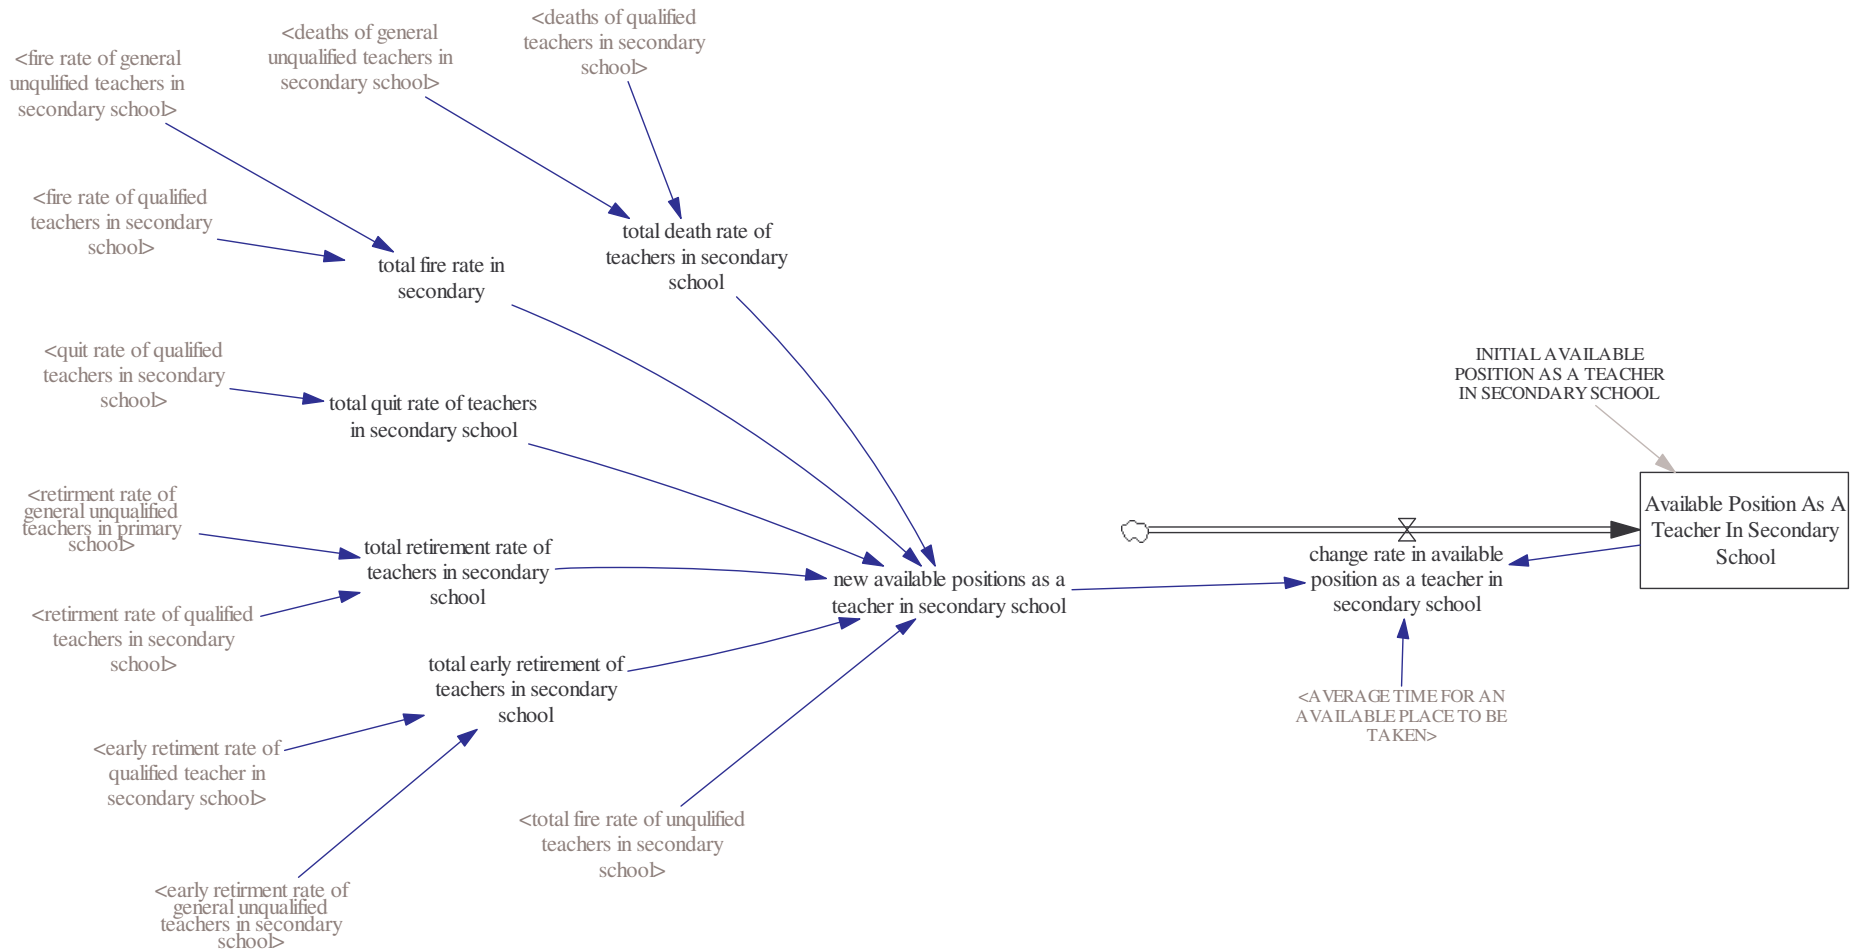 <deaths of qualified
teachers in secondary
school>
<deaths of general
unqualified teachers in
secondary school>
<fire rate of general
unqulified teachers in
secondary school>
<fire rate of qualified
teachers in secondary
school>
total death rate of
teachers in secondary
school
total fire rate in
secondary
<quit rate of qualified
teachers in secondary
school>
total quit rate of teachers
in secondary school
INITIAL AVAILABLE
POSITION AS A TEACHER
IN SECONDARY SCHOOL
<retirment rate of
general unqualified
teachers in primary
school>
total retirement rate of
teachers in secondary
school
<retirment rate of qualified
teachers in secondary
school>
new available positions as a
teacher in secondary school
change rate in available
position as a teacher in
secondary school
Available Position As A
Teacher In Secondary
School
total early retirement of
teachers in secondary
school
<AVERAGE TIME FOR AN
AVAILABLE PLACE TO BE
TAKEN>
<early retiment rate of
qualified teacher in
secondary school>
<total fire rate of unqulified
teachers in secondary
school>
<early retirment rate of
general unqualified
teachers in secondary
school>